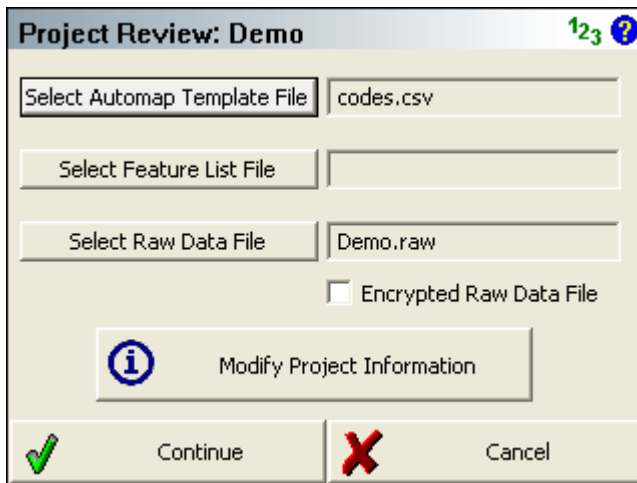 Project Review: Demo 123 ?
Select Automap Template File codes.csv
Select Feature List File
Select Raw Data File Demo.raw
Encrypted Raw Data File
i Modify Project Information
Continue Cancel